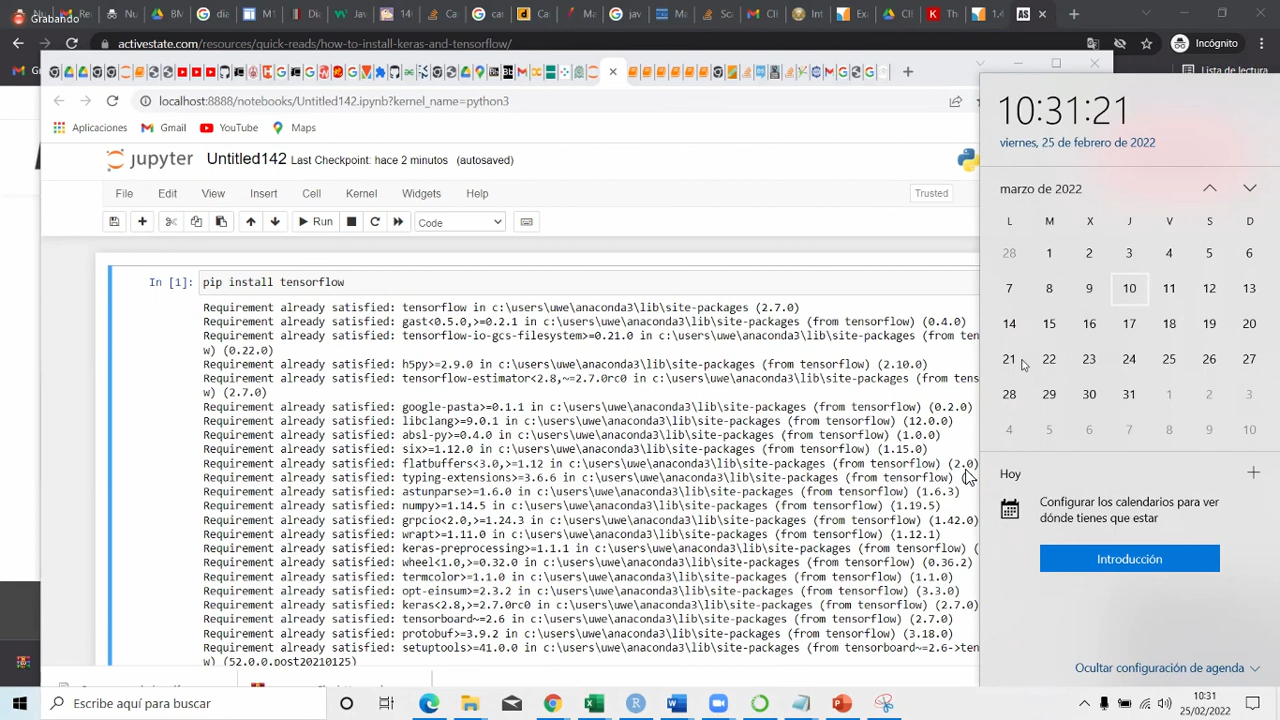 Grabando
activestate.com/resources/quick-reads/how-to-install-keras-and-tensorflow/
Incógnito
Lista de lectura
localhost:8888/notebooks/Untitled142.ipynb?kernel_name=python3
Aplicaciones Gmail YouTube Maps
jupyter Untitled142 Last Checkpoint: hace 2 minutos (autosaved)
File Edit View Insert Cell Kernel Widgets Help Trusted
Run Code
In [1]: pip install tensorflow
Requirement already satisfied: tensorflow in c:\users\uwe\anaconda3\lib\site-packages (2.7.0)
Requirement already satisfied: gast<0.5.0,>=0.2.1 in c:\users\uwe\anaconda3\lib\site-packages (from tensorflow) (0.4.0)
Requirement already satisfied: tensorflow-io-gcs-filesystem>=0.21.0 in c:\users\uwe\anaconda3\lib\site-packages (from ten
w) (0.22.0)
Requirement already satisfied: h5py>=2.9.0 in c:\users\uwe\anaconda3\lib\site-packages (from tensorflow) (2.10.0)
Requirement already satisfied: tensorflow-estimator<2.8,~=2.7.0rc0 in c:\users\uwe\anaconda3\lib\site-packages (from tens
w) (2.7.0)
Requirement already satisfied: google-pasta>=0.1.1 in c:\users\uwe\anaconda3\lib\site-packages (from tensorflow) (0.2.0)
Requirement already satisfied: libclang>=9.0.1 in c:\users\uwe\anaconda3\lib\site-packages (from tensorflow) (12.0.0)
Requirement already satisfied: absl-py>=0.4.0 in c:\users\uwe\anaconda3\lib\site-packages (from tensorflow) (1.0.0)
Requirement already satisfied: six>=1.12.0 in c:\users\uwe\anaconda3\lib\site-packages (from tensorflow) (1.15.0)
Requirement already satisfied: flatbuffers<3.0,>=1.12 in c:\users\uwe\anaconda3\lib\site-packages (from tensorflow) (2.0)
Requirement already satisfied: typing-extensions>=3.6.6 in c:\users\uwe\anaconda3\lib\site-packages (from tensorflow)
Requirement already satisfied: astunparse>=1.6.0 in c:\users\uwe\anaconda3\lib\site-packages (from tensorflow) (1.6.3)
Requirement already satisfied: numpy>=1.14.5 in c:\users\uwe\anaconda3\lib\site-packages (from tensorflow) (1.19.5)
Requirement already satisfied: grpcio<2.0,>=1.24.3 in c:\users\uwe\anaconda3\lib\site-packages (from tensorflow) (1.42.0)
Requirement already satisfied: wrapt>=1.11.0 in c:\users\uwe\anaconda3\lib\site-packages (from tensorflow) (1.12.1)
Requirement already satisfied: keras-preprocessing>=1.1.1 in c:\users\uwe\anaconda3\lib\site-packages (from tensorflow) (
Requirement already satisfied: wheel<1.0,>=0.32.0 in c:\users\uwe\anaconda3\lib\site-packages (from tensorflow) (0.36.2)
Requirement already satisfied: termcolor>=1.1.0 in c:\users\uwe\anaconda3\lib\site-packages (from tensorflow) (1.1.0)
Requirement already satisfied: opt-einsum>=2.3.2 in c:\users\uwe\anaconda3\lib\site-packages (from tensorflow) (3.3.0)
Requirement already satisfied: keras<2.8,>=2.7.0rc0 in c:\users\uwe\anaconda3\lib\site-packages (from tensorflow) (2.7.0)
Requirement already satisfied: tensorboard~=2.6 in c:\users\uwe\anaconda3\lib\site-packages (from tensorflow) (2.7.0)
Requirement already satisfied: protobuf>=3.9.2 in c:\users\uwe\anaconda3\lib\site-packages (from tensorflow) (3.18.0)
Requirement already satisfied: setuptools>=41.0.0 in c:\users\uwe\anaconda3\lib\site-packages (from tensorboard~=2.6->ten
w) (52.0.0.post20210125)
10:31:21
viernes, 25 de febrero de 2022
marzo de 2022
L M X J V S D
28 1 2 3 4 5 6
7 8 9 10 11 12 13
14 15 16 17 18 19 20
21 22 23 24 25 26 27
28 29 30 31 1 2 3
4 5 6 7 8 9 10
Hoy
Configurar los calendarios para ver
dónde tienes que estar
Introducción
Ocultar configuración de agenda
Escribe aquí para buscar
10:31
25/02/2022